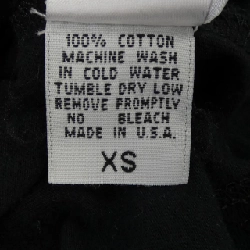 100% COTTON
MACHINE WASH
IN COLD WATER
TUMBLE DRY LOW
REMOVE PROMPTLY
NO BLEACH
MADE IN U.S.A.
XS